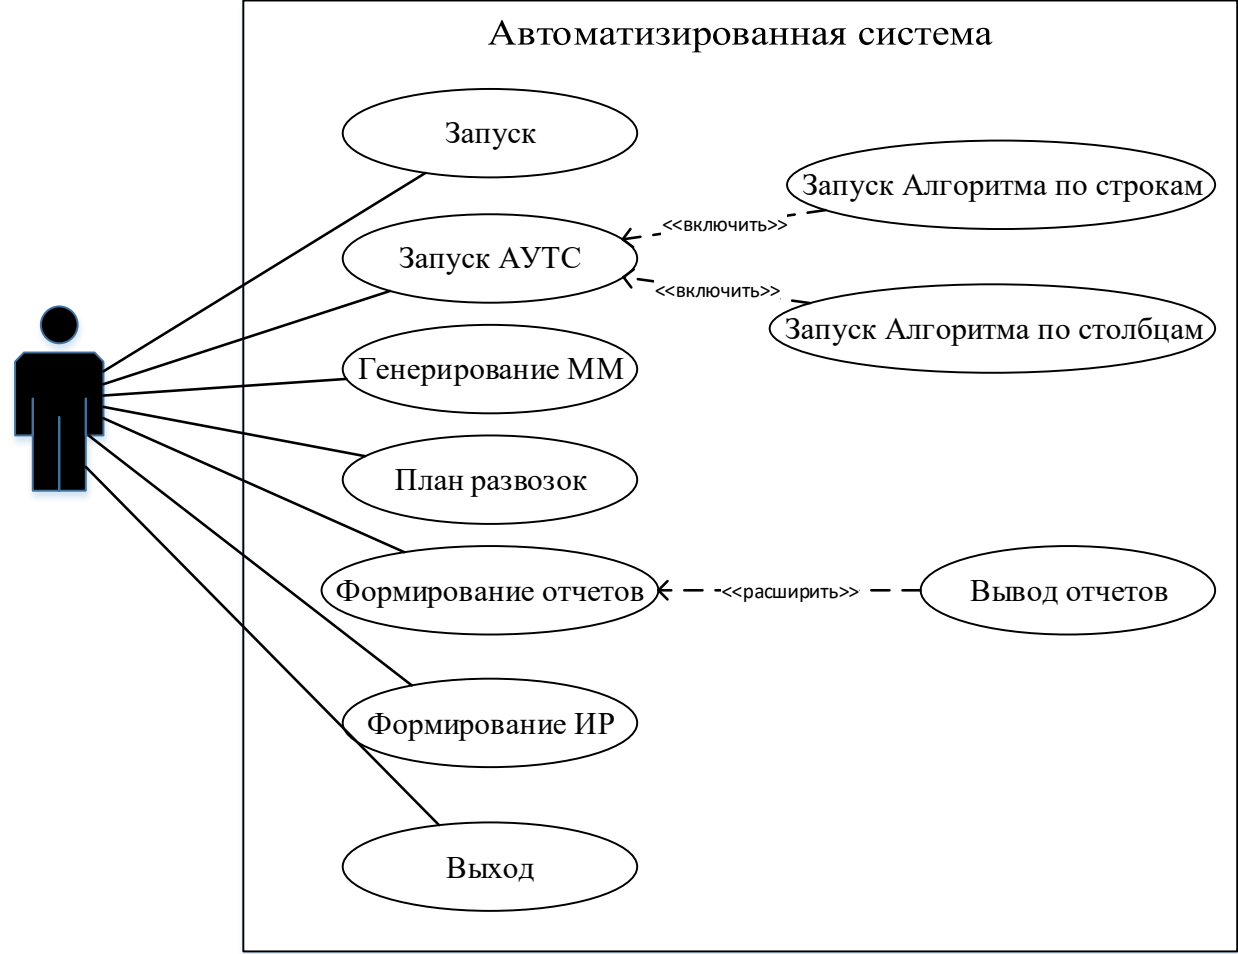 Автоматизированная система
Запуск
Запуск Алгоритма по строкам
<<включить>>
Запуск АУТС
<<включить>>
Запуск Алгоритма по столбцам
Генерирование ММ
План развозок
Формирование отчетов
<<расширить>>
Вывод отчетов
Формирование ИР
Выход